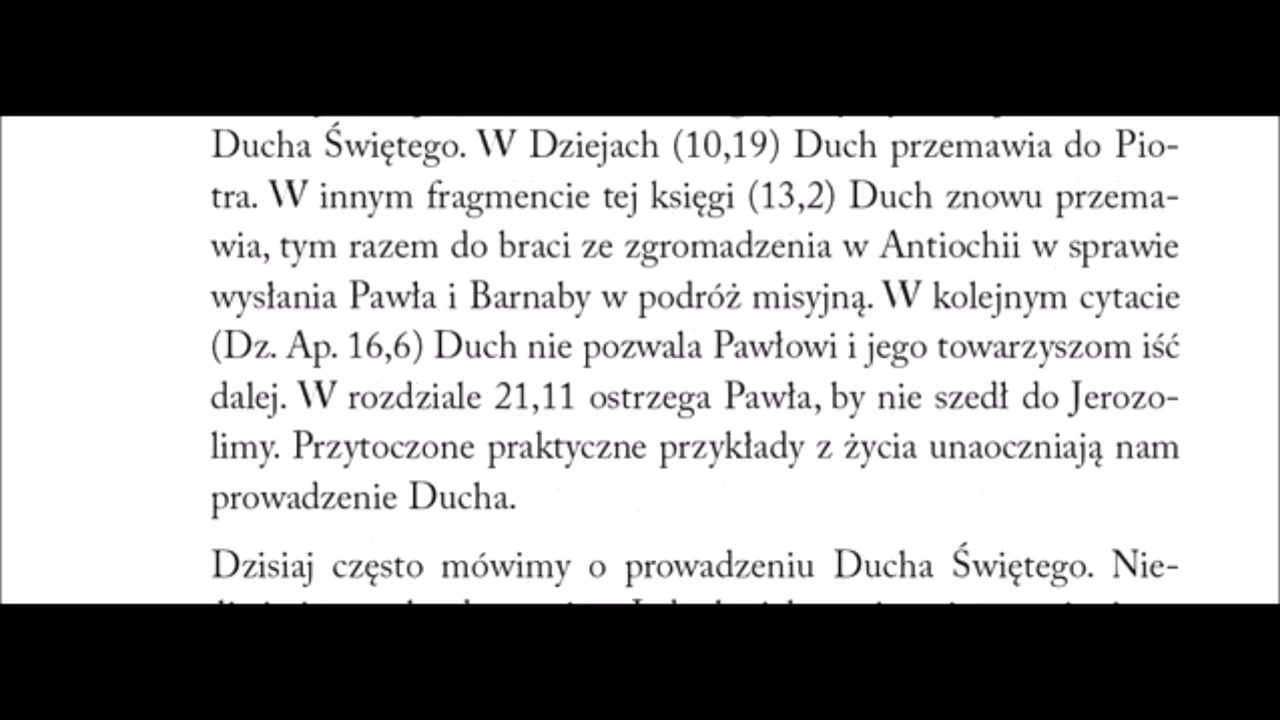 Ducha Świętego. W Dziejach (10,19) Duch przemawia do Pio-
tra. W innym fragmencie tej księgi (13,2) Duch znowu przema-
wia, tym razem do braci ze zgromadzenia w Antiochii w sprawie
wysłania Pawła i Barnaby w podróż misyjną. W kolejnym cytacie
(Dz. Ap. 16,6) Duch nie pozwala Pawłowi i jego towarzyszom iść
dalej. W rozdziale 21,11 ostrzega Pawła, by nie szedł do Jerozo-
limy. Przytoczone praktyczne przykłady z życia unaoczniają nam
prowadzenie Ducha.
Dzisiaj często mówimy o prowadzeniu Ducha Świętego. Nie-